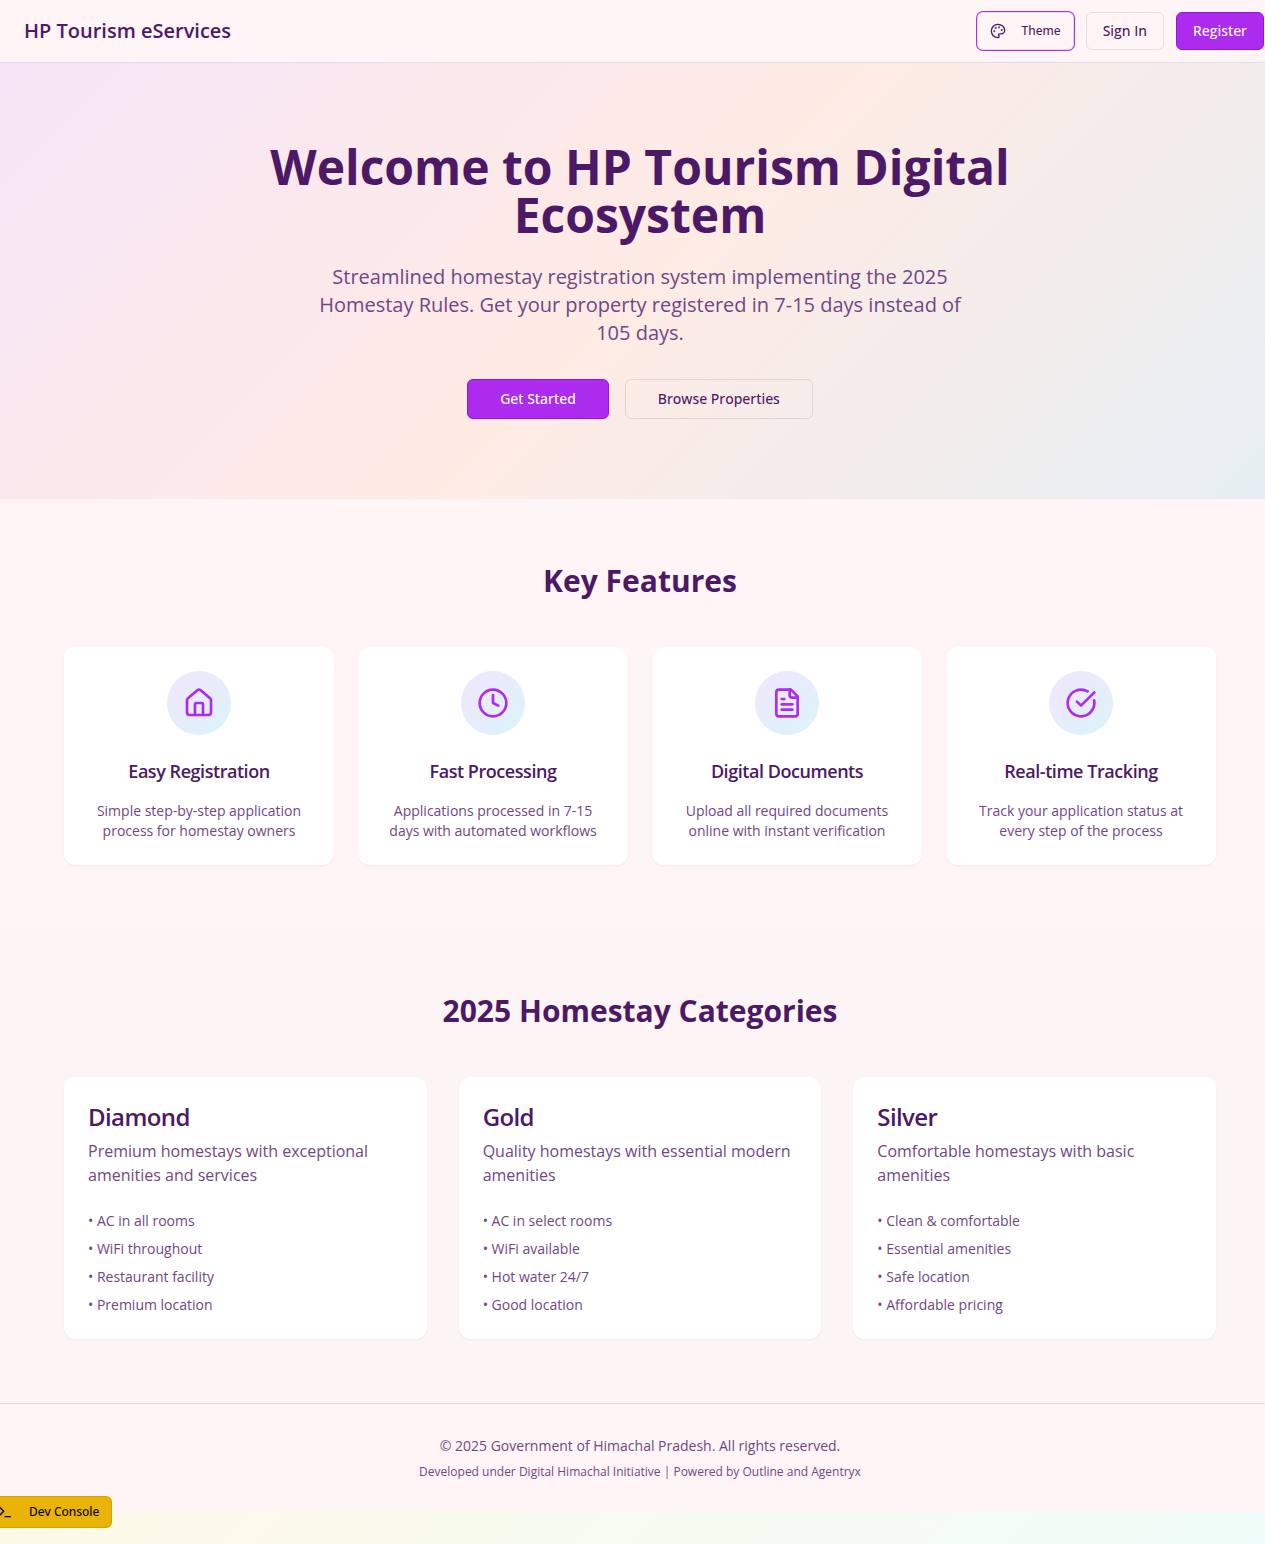 HP Tourism eServices
Theme
Sign In
Register
Welcome to HP Tourism Digital
Ecosystem
Streamlined homestay registration system implementing the 2025
Homestay Rules. Get your property registered in 7-15 days instead of
105 days.
Get Started
Browse Properties
Key Features
Easy Registration
Simple step-by-step application
process for homestay owners
Fast Processing
Applications processed in 7-15
days with automated workflows
Digital Documents
Upload all required documents
online with instant verification
Real-time Tracking
Track your application status at
every step of the process
2025 Homestay Categories
Diamond
Premium homestays with exceptional
amenities and services
• AC in all rooms
• WiFi throughout
• Restaurant facility
• Premium location
Gold
Quality homestays with essential modern
amenities
• AC in select rooms
• WiFi available
• Hot water 24/7
• Good location
Silver
Comfortable homestays with basic
amenities
• Clean & comfortable
• Essential amenities
• Safe location
• Affordable pricing
© 2025 Government of Himachal Pradesh. All rights reserved.
Developed under Digital Himachal Initiative | Powered by Outline and Agentryx
Dev Console